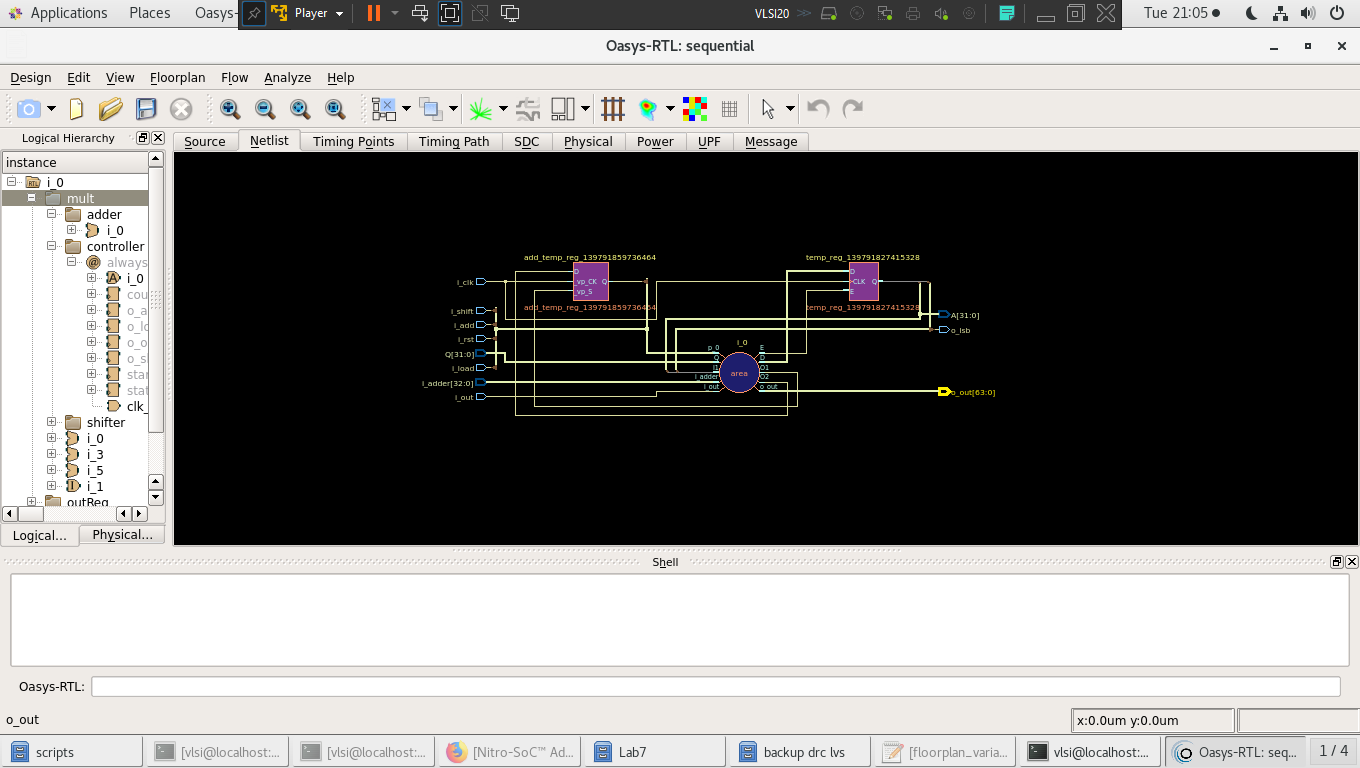 Applications Places Oasys- Player VLSI20 Tue 21:05
Oasys-RTL: sequential
Design Edit View Floorplan Flow Analyze Help
Logical Hierarchy
Source Netlist Timing Points Timing Path SDC Physical Power UPF Message
instance
RTL i_0
mult
adder
i_0
controller
@ always
A i_0
cou
o_a
o_lo
o_o
o_sl
star
stat
clk_
shifter
i_0
i_3
i_5
I i_1
outReg
Logical... Physical...
add_temp_reg_139791859736464
D
_vp_CK Q
_vp_S
add_temp_reg_139791859736464
temp_reg_139791827415328
D
CLK Q
E
temp_reg_139791827415328
i_clk
i_shift
i_add
i_rst
Q[31:0]
i_load
i_adder[32:0]
i_out
i_0
p_0 E
Q D
I1 O1
i_adder O2
i_out o_out
area
A[31:0]
o_lsb
o_out[63:0]
Shell
Oasys-RTL:
o_out
x:0.0um y:0.0um
scripts [vlsi@localhost:... [vlsi@localhost:... [Nitro-SoC™ Ad... Lab7 backup drc lvs [floorplan_varia... vlsi@localhost:... Oasys-RTL: seq... 1 / 4